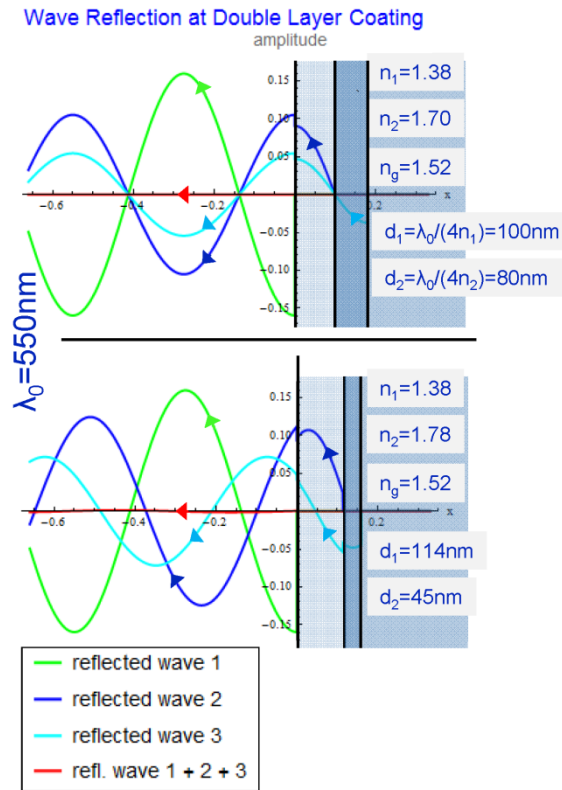 Wave Reflection at Double Layer Coating
amplitude
0.15
0.10
0.05
-0.05
-0.10
-0.15
-0.6
-0.4
-0.2
0.2
x
n₁=1.38
n₂=1.70
n_g=1.52
d₁=λ₀/(4n₁)=100nm
d₂=λ₀/(4n₂)=80nm
λ₀=550nm
0.15
0.10
0.05
-0.05
-0.10
-0.15
-0.6
-0.4
-0.2
0.2
x
n₁=1.38
n₂=1.78
n_g=1.52
d₁=114nm
d₂=45nm
reflected wave 1
reflected wave 2
reflected wave 3
refl. wave 1 + 2 + 3